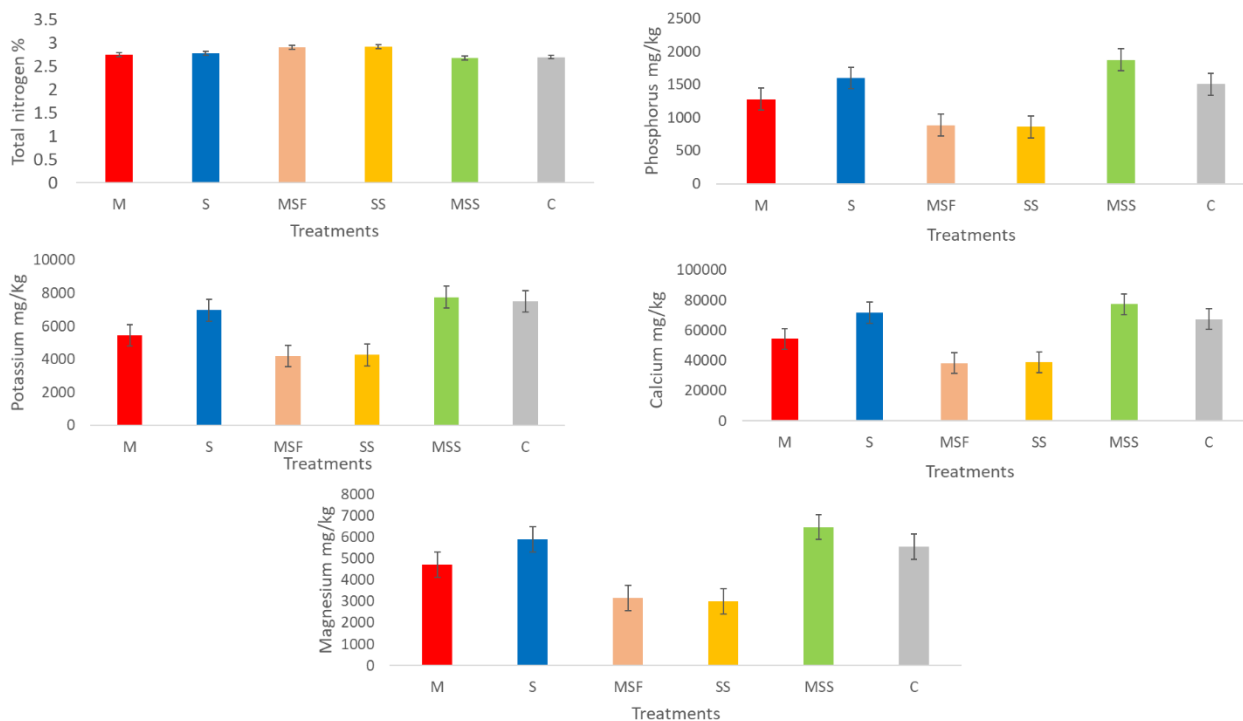 Total nitrogen %
3.5
3
2.5
2
1.5
1
0.5
0
M S MSF SS MSS C
Treatments
Phosphorus mg/kg
2500
2000
1500
1000
500
0
M S MSF SS MSS C
Treatments
Potassium mg/Kg
10000
8000
6000
4000
2000
0
M S MSF SS MSS C
Treatments
Calcium mg/kg
100000
80000
60000
40000
20000
0
M S MSF SS MSS C
Treatments
Magnesium mg/kg
8000
7000
6000
5000
4000
3000
2000
1000
0
M S MSF SS MSS C
Treatments